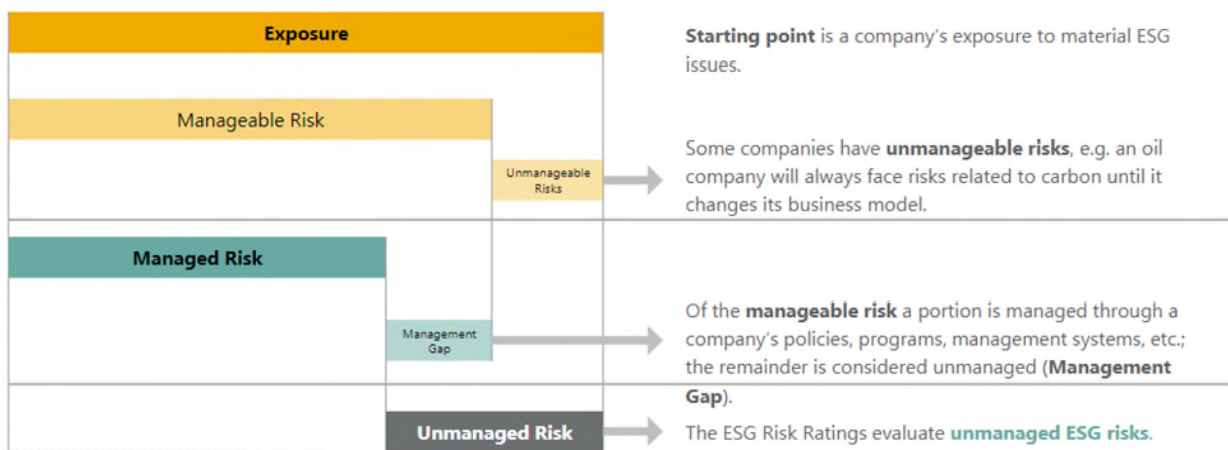 Exposure
Starting point is a company's exposure to material ESG
issues.
Manageable Risk
Unmanageable
Risks
Some companies have unmanageable risks, e.g. an oil
company will always face risks related to carbon until it
changes its business model.
Managed Risk
Management
Gap
Of the manageable risk a portion is managed through a
company's policies, programs, management systems, etc.;
the remainder is considered unmanaged (Management
Gap).
Unmanaged Risk
The ESG Risk Ratings evaluate unmanaged ESG risks.